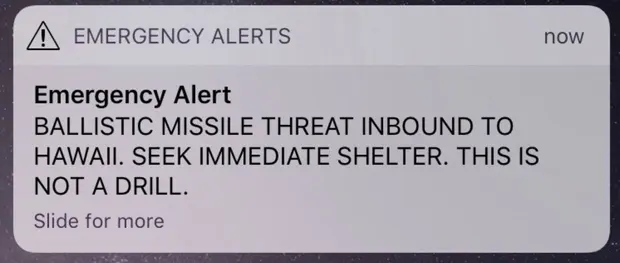 EMERGENCY ALERTS now
Emergency Alert
BALLISTIC MISSILE THREAT INBOUND TO
HAWAII. SEEK IMMEDIATE SHELTER. THIS IS
NOT A DRILL.
Slide for more